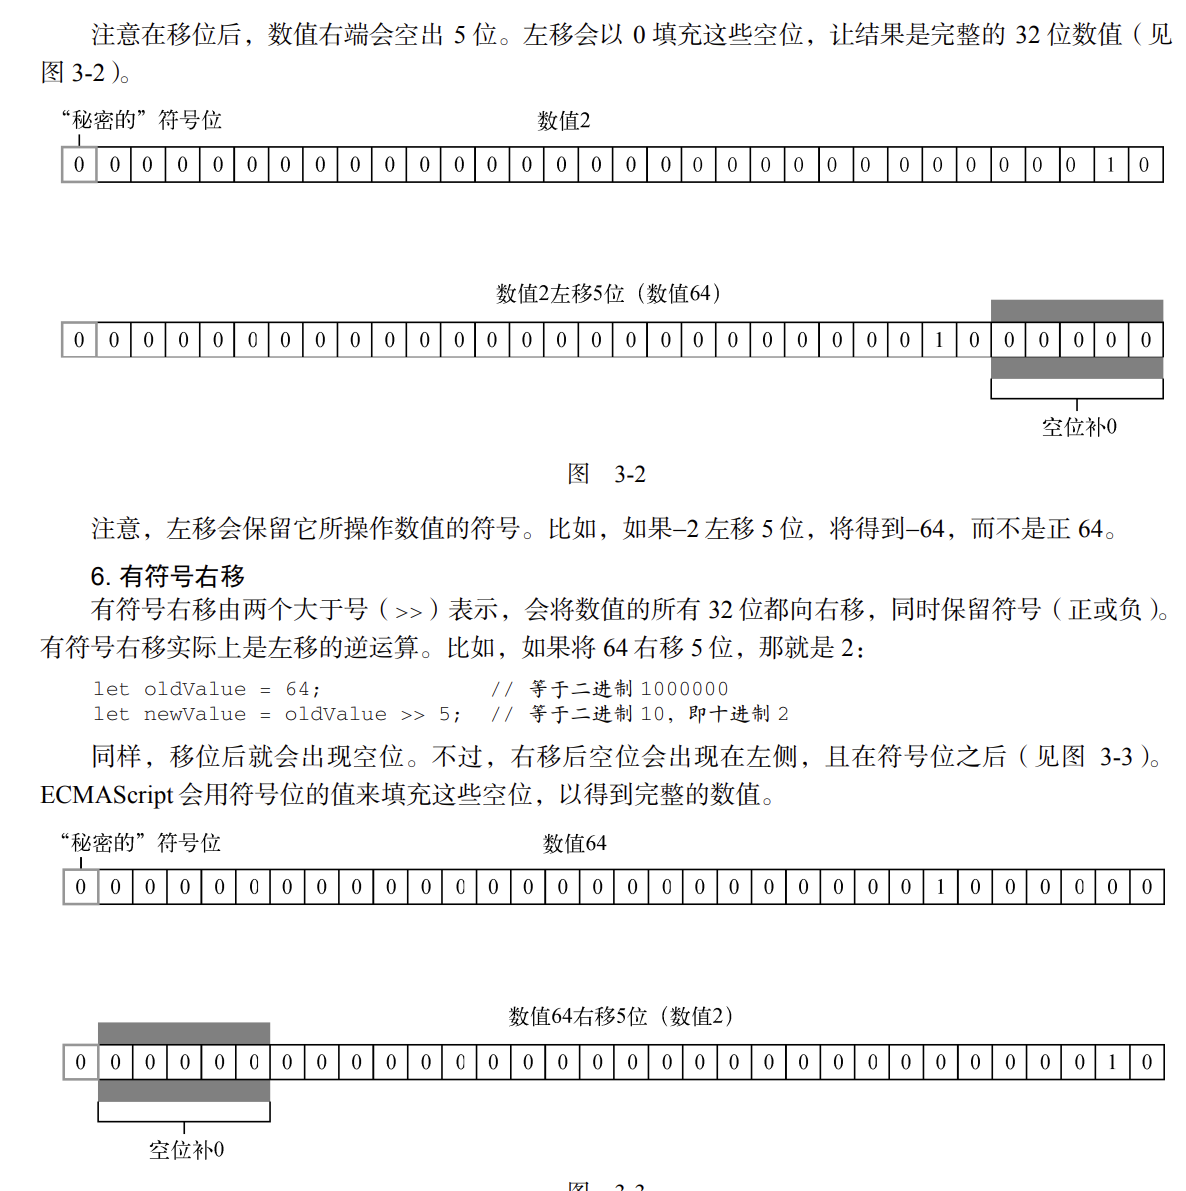 注意在移位后，数值右端会空出 5 位。左移会以 0 填充这些空位，让结果是完整的 32 位数值（见
图 3-2）。
“秘密的”符号位 数值2
0 0 0 0 0 0 0 0 0 0 0 0 0 0 0 0 0 0 0 0 0 0 0 0 0 0 0 0 0 0 1 0
数值2左移5位（数值64）
0 0 0 0 0 0 0 0 0 0 0 0 0 0 0 0 0 0 0 0 0 0 0 0 0 1 0 0 0 0 0 0
空位补0
图 3-2
注意，左移会保留它所操作数值的符号。比如，如果–2 左移 5 位，将得到–64，而不是正 64。
6. 有符号右移
有符号右移由两个大于号（>>）表示，会将数值的所有 32 位都向右移，同时保留符号（正或负）。
有符号右移实际上是左移的逆运算。比如，如果将 64 右移 5 位，那就是 2：
let oldValue = 64; // 等于二进制 1000000
let newValue = oldValue >> 5; // 等于二进制 10，即十进制 2
同样，移位后就会出现空位。不过，右移后空位会出现在左侧，且在符号位之后（见图 3-3）。
ECMAScript 会用符号位的值来填充这些空位，以得到完整的数值。
“秘密的”符号位 数值64
0 0 0 0 0 0 0 0 0 0 0 0 0 0 0 0 0 0 0 0 0 0 0 0 0 1 0 0 0 0 0 0
数值64右移5位（数值2）
0 0 0 0 0 0 0 0 0 0 0 0 0 0 0 0 0 0 0 0 0 0 0 0 0 0 0 0 0 0 1 0
空位补0
图 3-3